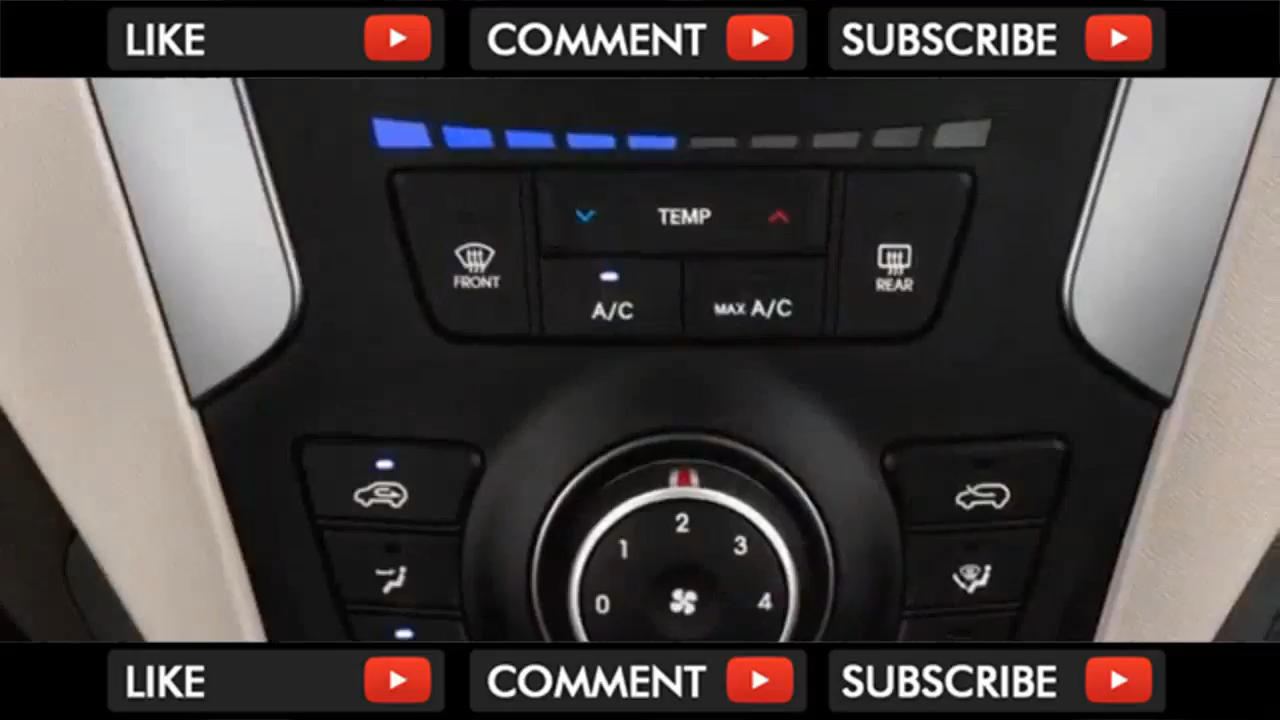 LIKE COMMENT SUBSCRIBE
TEMP
FRONT
REAR
A/C MAX A/C
2
1 3
0 4
LIKE COMMENT SUBSCRIBE